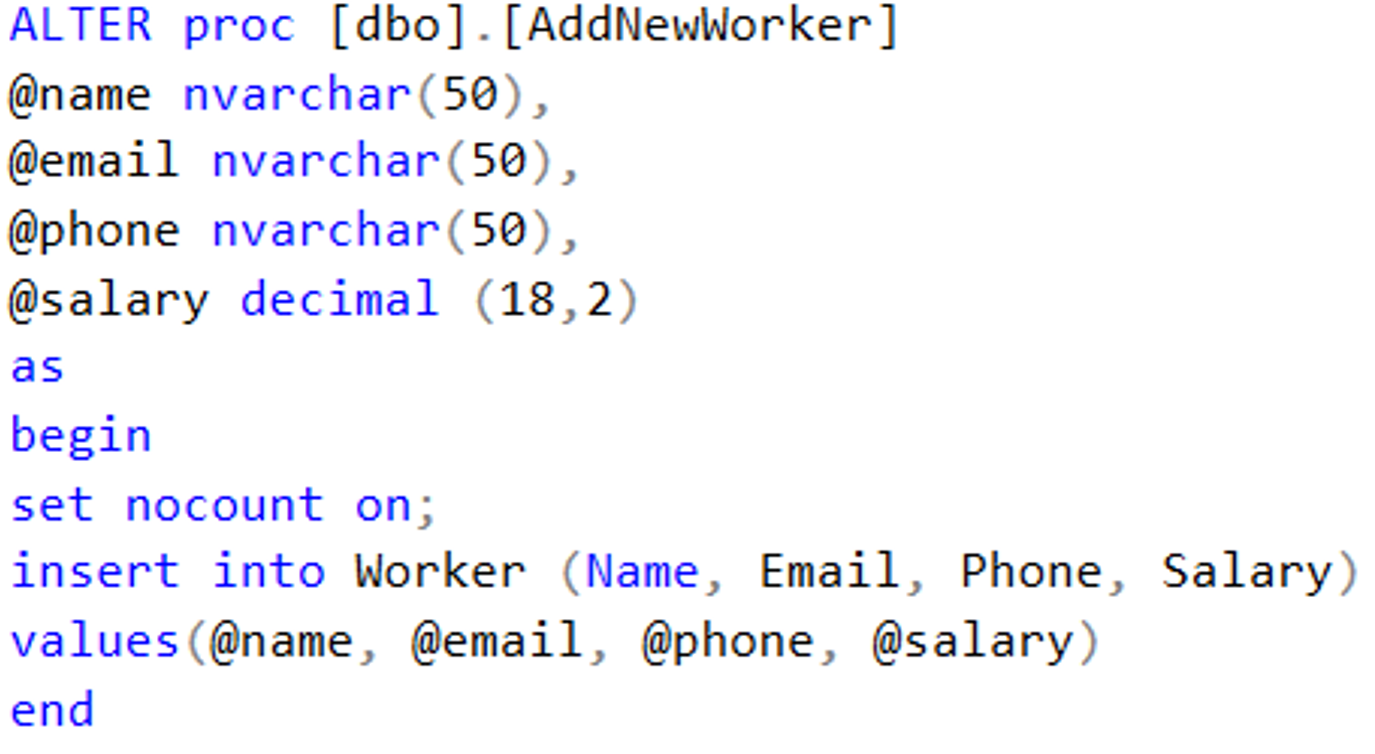 ALTER proc [dbo].[AddNewWorker]
@name nvarchar(50),
@email nvarchar(50),
@phone nvarchar(50),
@salary decimal (18,2)
as
begin
set nocount on;
insert into Worker (Name, Email, Phone, Salary)
values(@name, @email, @phone, @salary)
end